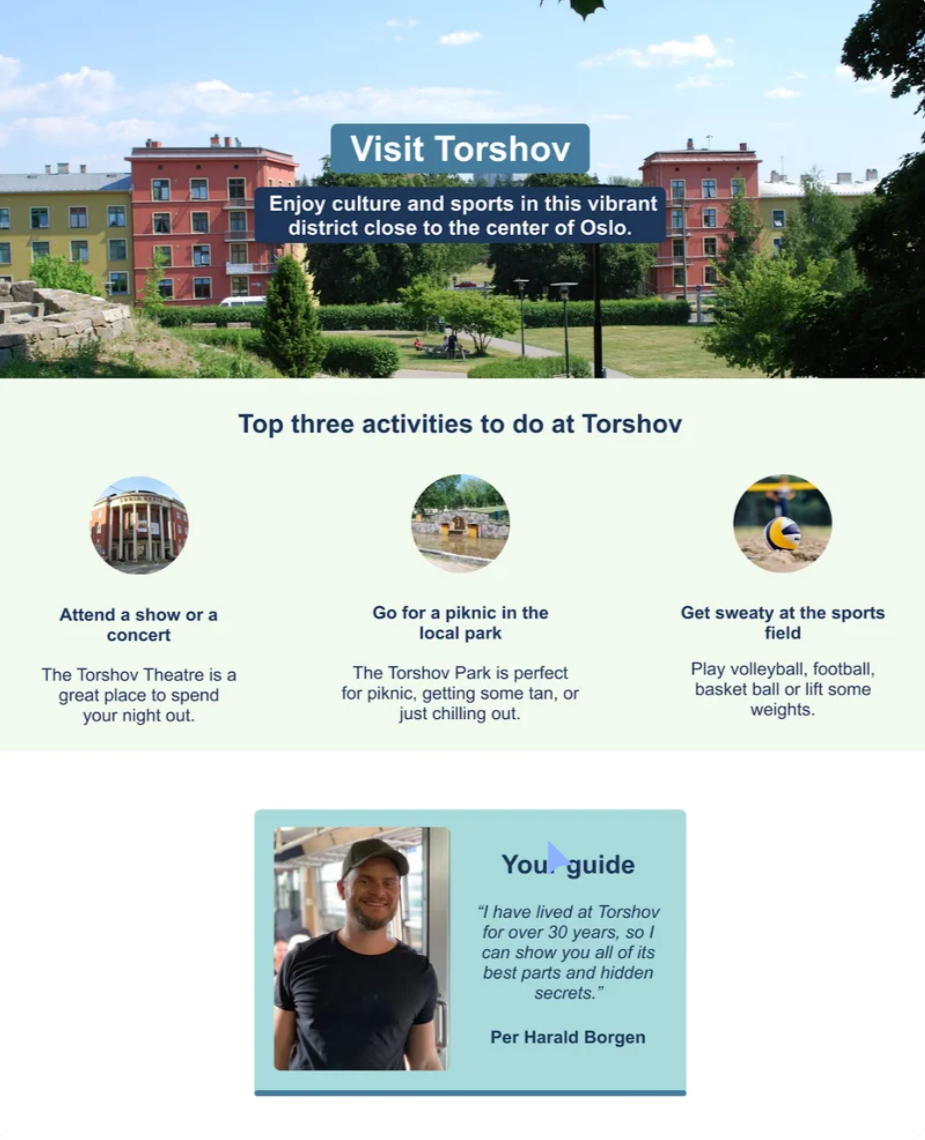 Visit Torshov
Enjoy culture and sports in this vibrant
district close to the center of Oslo.
Top three activities to do at Torshov
Attend a show or a
concert
The Torshov Theatre is a
great place to spend
your night out.
Go for a piknic in the
local park
The Torshov Park is perfect
for piknic, getting some tan, or
just chilling out.
Get sweaty at the sports
field
Play volleyball, football,
basket ball or lift some
weights.
Your guide
“I have lived at Torshov
for over 30 years, so I
can show you all of its
best parts and hidden
secrets.”
Per Harald Borgen